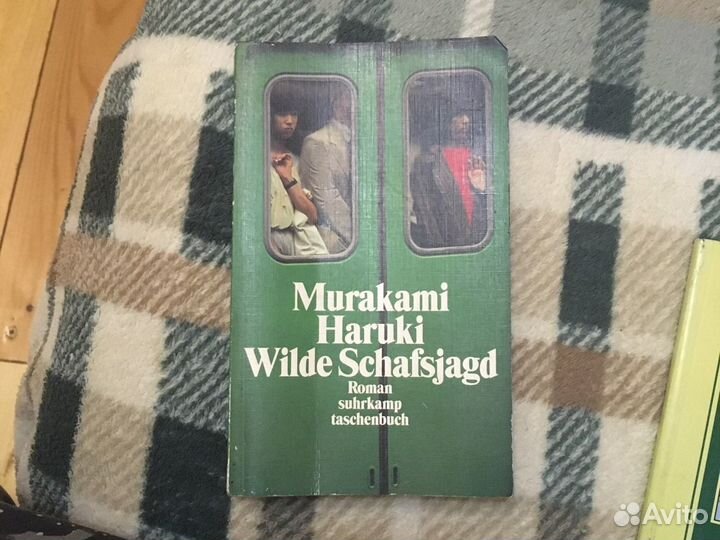 Murakami
Haruki
Wilde Schafsjagd
Roman
suhrkamp
taschenbuch
Avito